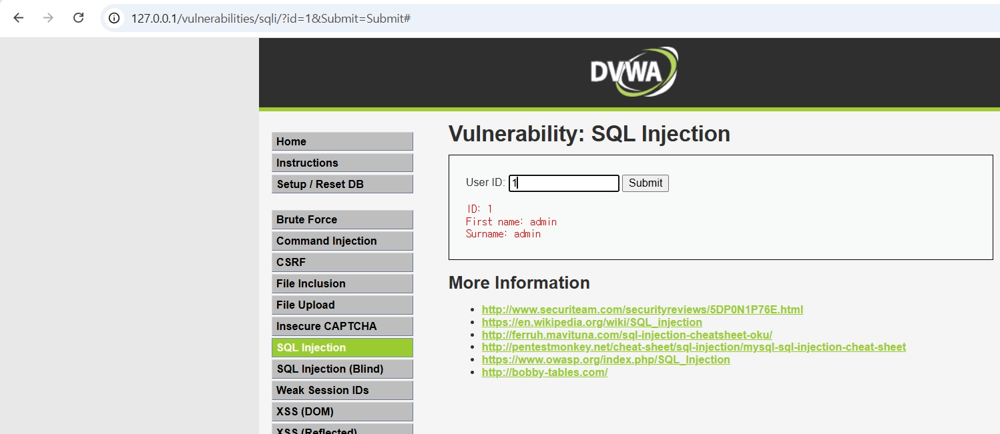 127.0.0.1/vulnerabilities/sqli/?id=1&Submit=Submit#
DVWA
Home
Instructions
Setup / Reset DB
Brute Force
Command Injection
CSRF
File Inclusion
File Upload
Insecure CAPTCHA
SQL Injection
SQL Injection (Blind)
Weak Session IDs
XSS (DOM)
XSS (Reflected)
Vulnerability: SQL Injection
User ID: 1 Submit
ID: 1
First name: admin
Surname: admin
More Information
http://www.securiteam.com/securityreviews/5DP0N1P76E.html
https://en.wikipedia.org/wiki/SQL_injection
http://ferruh.mavituna.com/sql-injection-cheatsheet-oku/
http://pentestmonkey.net/cheat-sheet/sql-injection/mysql-sql-injection-cheat-sheet
https://www.owasp.org/index.php/SQL_Injection
http://bobby-tables.com/